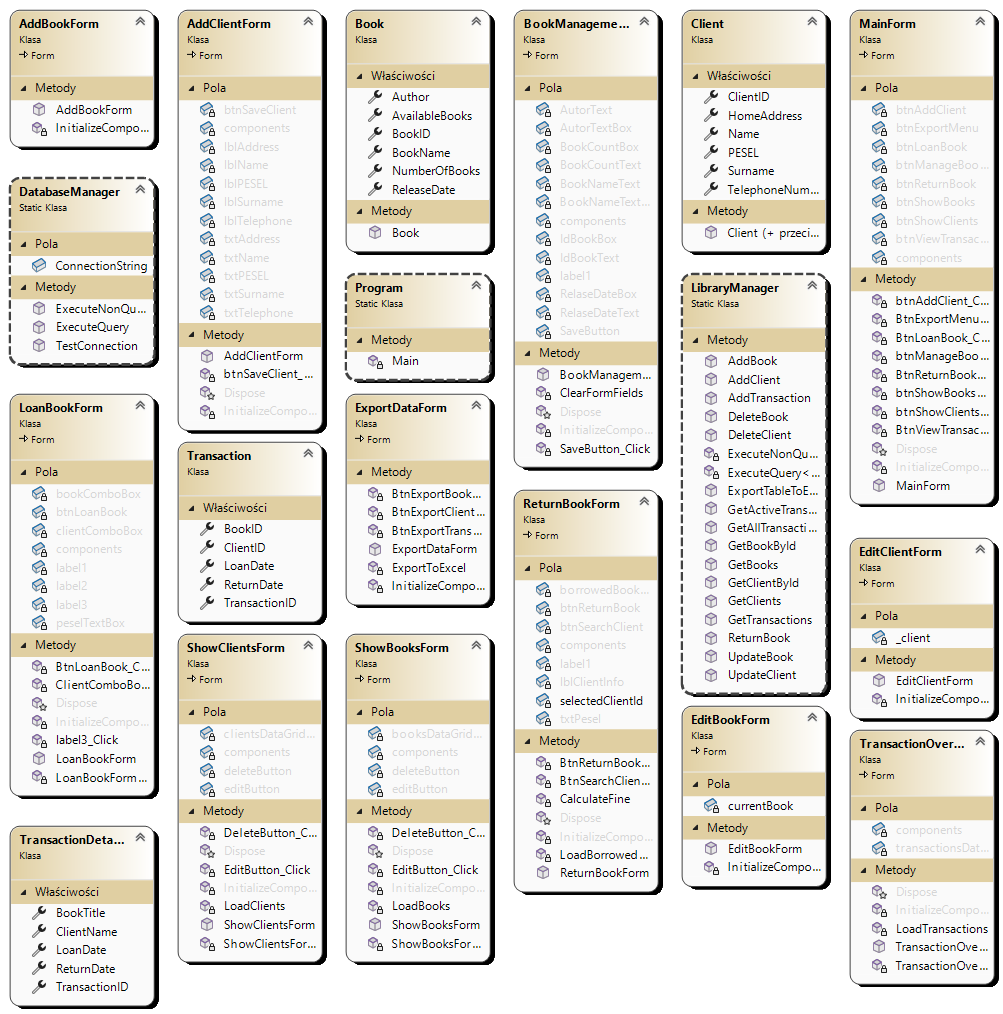 AddBookForm
Klasa
Form
Metody
AddBookForm
InitializeCompo...
DatabaseManager
Static Klasa
Pola
ConnectionString
Metody
ExecuteNonQu...
ExecuteQuery
TestConnection
LoanBookForm
Klasa
Form
Pola
bookComboBox
btnLoanBook
clientComboBox
components
label1
label2
label3
peselTextBox
Metody
BtnLoanBook_C...
ClientComboBo...
Dispose
InitializeCompo...
label3_Click
LoanBookForm
LoanBookForm...
TransactionDeta...
Klasa
Właściwości
BookTitle
ClientName
LoanDate
ReturnDate
TransactionID
AddClientForm
Klasa
Form
Pola
btnSaveClient
components
lblAddress
lblName
lblPESEL
lblSurname
lblTelephone
txtAddress
txtName
txtPESEL
txtSurname
txtTelephone
Metody
AddClientForm
btnSaveClient_...
Dispose
InitializeCompo...
Transaction
Klasa
Właściwości
BookID
ClientID
LoanDate
ReturnDate
TransactionID
ShowClientsForm
Klasa
Form
Pola
clientsDataGrid...
components
deleteButton
editButton
Metody
DeleteButton_C...
Dispose
EditButton_Click
InitializeCompo...
LoadClients
ShowClientsForm
ShowClientsFor...
Book
Klasa
Właściwości
Author
AvailableBooks
BookID
BookName
NumberOfBooks
ReleaseDate
Metody
Book
Program
Static Klasa
Metody
Main
ExportDataForm
Klasa
Form
Metody
BtnExportBook...
BtnExportClient...
BtnExportTrans...
ExportDataForm
ExportToExcel
InitializeCompo...
ShowBooksForm
Klasa
Form
Pola
booksDataGrid...
components
deleteButton
editButton
Metody
DeleteButton_C...
Dispose
EditButton_Click
InitializeCompo...
LoadBooks
ShowBooksForm
ShowBooksFor...
BookManageme...
Klasa
Form
Pola
AutorText
AutorTextBox
BookCountBox
BookCountText
BookNameText
BookNameText...
components
IdBookBox
IdBookText
label1
RelaseDateBox
RelaseDateText
SaveButton
Metody
BookManagem...
ClearFormFields
Dispose
InitializeCompo...
SaveButton_Click
ReturnBookForm
Klasa
Form
Pola
borrowedBook...
btnReturnBook
btnSearchClient
components
label1
lblClientInfo
selectedClientId
txtPesel
Metody
BtnReturnBook...
BtnSearchClien...
CalculateFine
Dispose
InitializeCompo...
LoadBorrowed...
ReturnBookForm
Client
Klasa
Właściwości
ClientID
HomeAddress
Name
PESEL
Surname
TelephoneNum...
Metody
Client (+ przeci...
LibraryManager
Static Klasa
Metody
AddBook
AddClient
AddTransaction
DeleteBook
DeleteClient
ExecuteNonQu...
ExecuteQuery<...
ExportTableToE...
GetActiveTrans...
GetAllTransacti...
GetBookById
GetBooks
GetClientById
GetClients
GetTransactions
ReturnBook
UpdateBook
UpdateClient
EditBookForm
Klasa
Form
Pola
currentBook
Metody
EditBookForm
InitializeCompo...
MainForm
Klasa
Form
Pola
btnAddClient
btnExportMenu
btnLoanBook
btnManageBoo...
btnReturnBook
btnShowBooks
btnShowClients
btnViewTransac...
components
Metody
btnAddClient_C...
BtnExportMenu...
BtnLoanBook_C...
btnManageBoo...
BtnReturnBook...
btnShowBooks...
btnShowClients...
BtnViewTransac...
Dispose
InitializeCompo...
MainForm
EditClientForm
Klasa
Form
Pola
_client
Metody
EditClientForm
InitializeCompo...
TransactionOver...
Klasa
Form
Pola
components
transactionsDat...
Metody
Dispose
InitializeCompo...
LoadTransactions
TransactionOve...
TransactionOve...